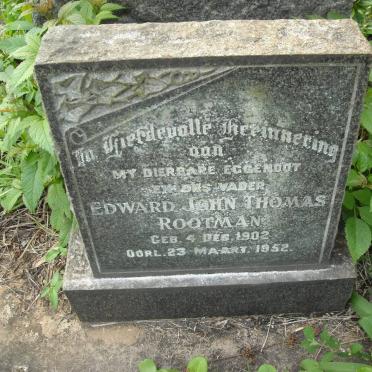 In Liefdevolle Herinnering
aan
MY DIERBARE EGGENOOT
EN ONS VADER
EDWARD JOHN THOMAS
ROOTMAN
GEB. 4 DES. 1902
OORL. 23 MAART. 1952.